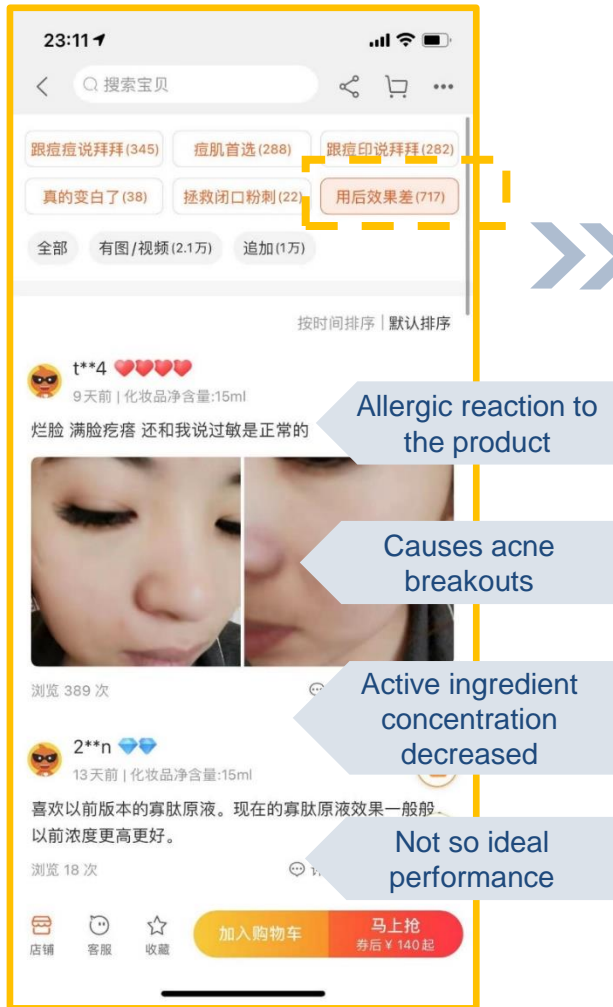 23:11
搜索宝贝
跟痘痘说拜拜(345)
痘肌首选(288)
跟痘印说拜拜(282)
真的变白了(38)
拯救闭口粉刺(22)
用后效果差(717)
全部
有图/视频(2.1万)
追加(1万)
按时间排序|默认排序
t**4
9天前 | 化妆品净含量:15ml
烂脸 满脸疙瘩 还和我说过敏是正常的
Allergic reaction to
the product
Causes acne
breakouts
浏览 389 次
Active ingredient
concentration
decreased
2**n
13天前 | 化妆品净含量:15ml
喜欢以前版本的寡肽原液。现在的寡肽原液效果一般般
以前浓度更高更好。
浏览 18 次
Not so ideal
performance
店铺
客服
收藏
加入购物车
马上抢
券后¥140起